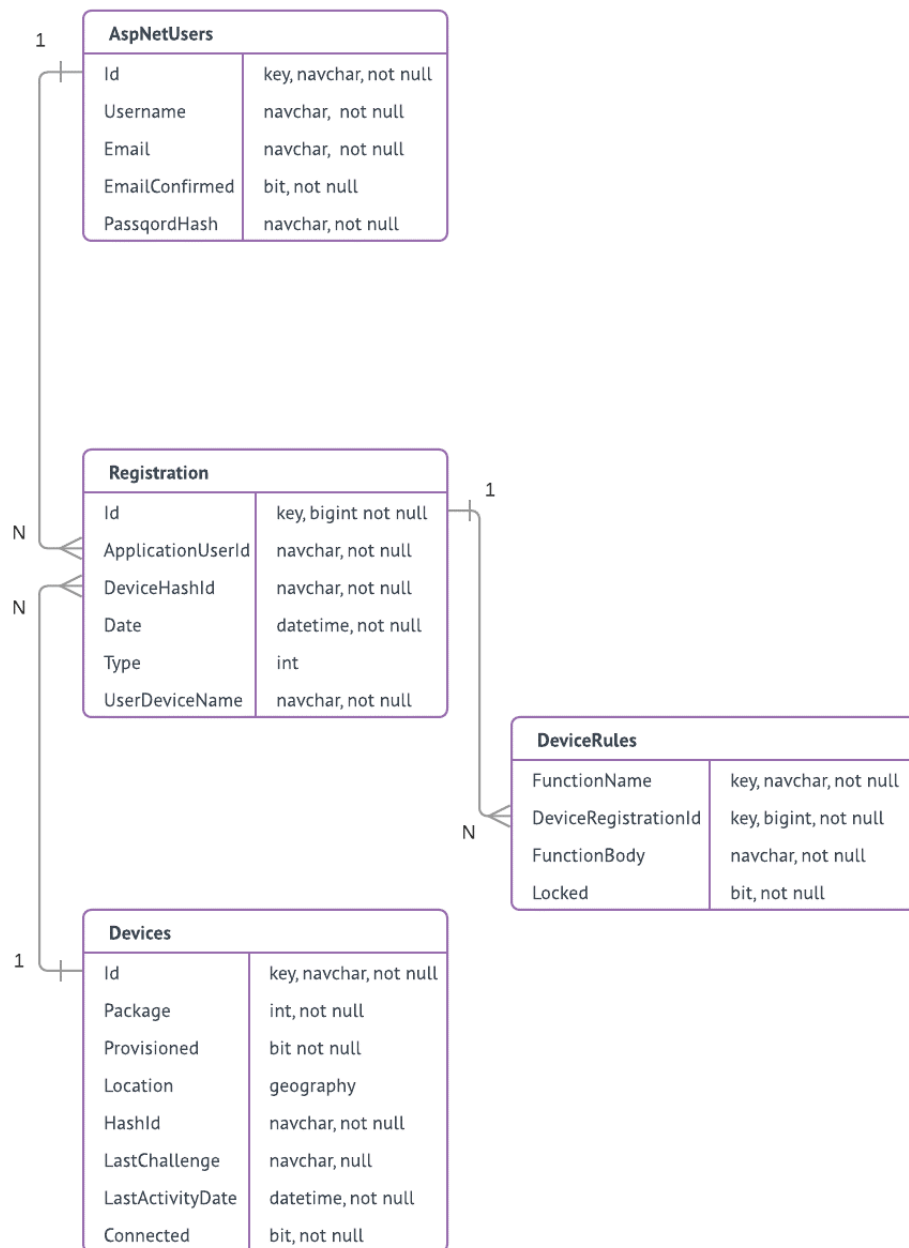 AspNetUsers
1
Id key, navchar, not null
Username navchar, not null
Email navchar, not null
EmailConfirmed bit, not null
PassqordHash navchar, not null
Registration
1
Id key, bigint not null
N
ApplicationUserId navchar, not null
DeviceHashId navchar, not null
N
Date datetime, not null
Type int
UserDeviceName navchar, not null
DeviceRules
FunctionName key, navchar, not null
DeviceRegistrationId key, bigint, not null
N
FunctionBody navchar, not null
Locked bit, not null
Devices
1
Id key, navchar, not null
Package int, not null
Provisioned bit not null
Location geography
HashId navchar, not null
LastChallenge navchar, null
LastActivityDate datetime, not null
Connected bit, not null